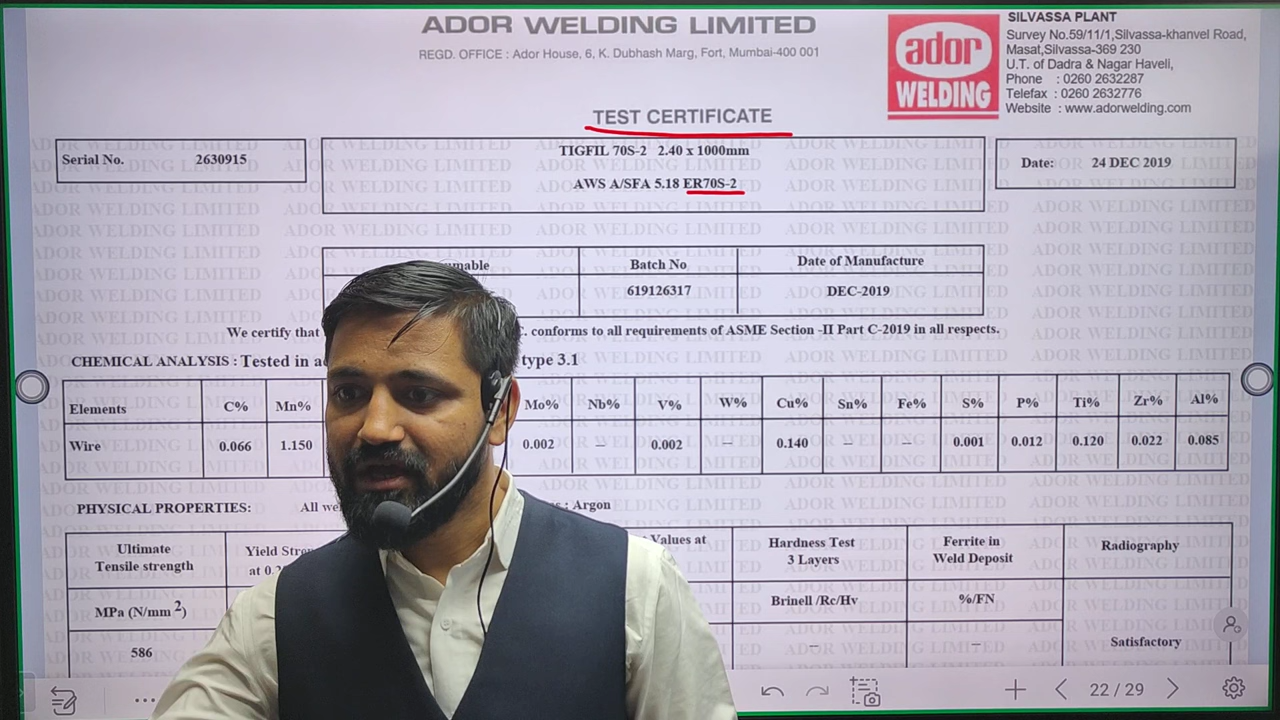 ADOR WELDING LIMITED
REGD. OFFICE : Ador House, 6, K. Dubhash Marg, Fort, Mumbai-400 001
ador
WELDING
SILVASSA PLANT
Survey No.59/11/1,Silvassa-khanvel Road,
Masat,Silvassa-369 230
U.T. of Dadra & Nagar Haveli,
Phone : 0260 2632287
Telefax : 0260 2632776
Website : www.adorwelding.com
TEST CERTIFICATE
Serial No. 2630915
TIGFIL 70S-2 2.40 x 1000mm
AWS A/SFA 5.18 ER70S-2
Date: 24 DEC 2019
Batch No Date of Manufacture
619126317 DEC-2019
We certify that conforms to all requirements of ASME Section -II Part C-2019 in all respects.
CHEMICAL ANALYSIS : Tested in type 3.1
Elements C% Mn% Mo% Nb% V% W% Cu% Sn% Fe% S% P% Ti% Zr% Al%
Wire 0.066 1.150 0.002 – 0.002 – 0.140 – – 0.001 0.012 0.120 0.022 0.085
PHYSICAL PROPERTIES: All : Argon
Ultimate
Tensile strength
Yield
at
Values at
Hardness Test
3 Layers
Ferrite in
Weld Deposit
Radiography
MPa (N/mm²) Brinell /Rc/Hv %/FN
586 – – Satisfactory
22 / 29